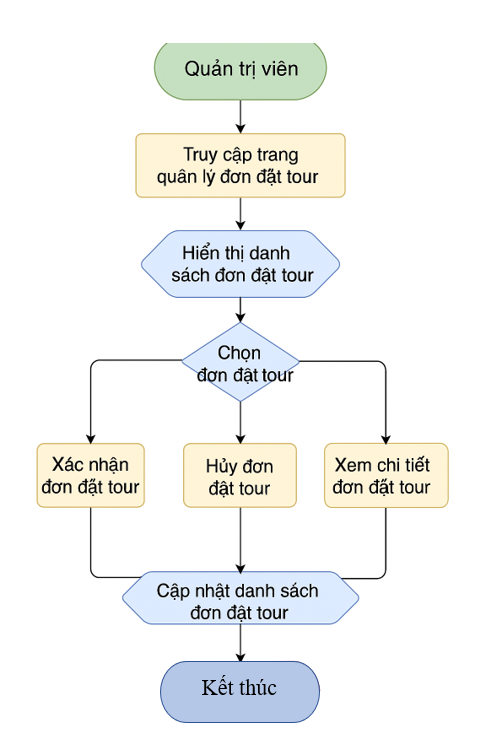 Quản trị viên
Truy cập trang
quân lý đơn đặt tour
Hiển thị danh
sách đơn đặt tour
Chọn
đơn đặt tour
Xác nhận
đơn đặt tour
Hủy đơn
đặt tour
Xem chi tiết
đơn đặt tour
Cập nhật danh sách
đơn đặt tour
Kết thúc